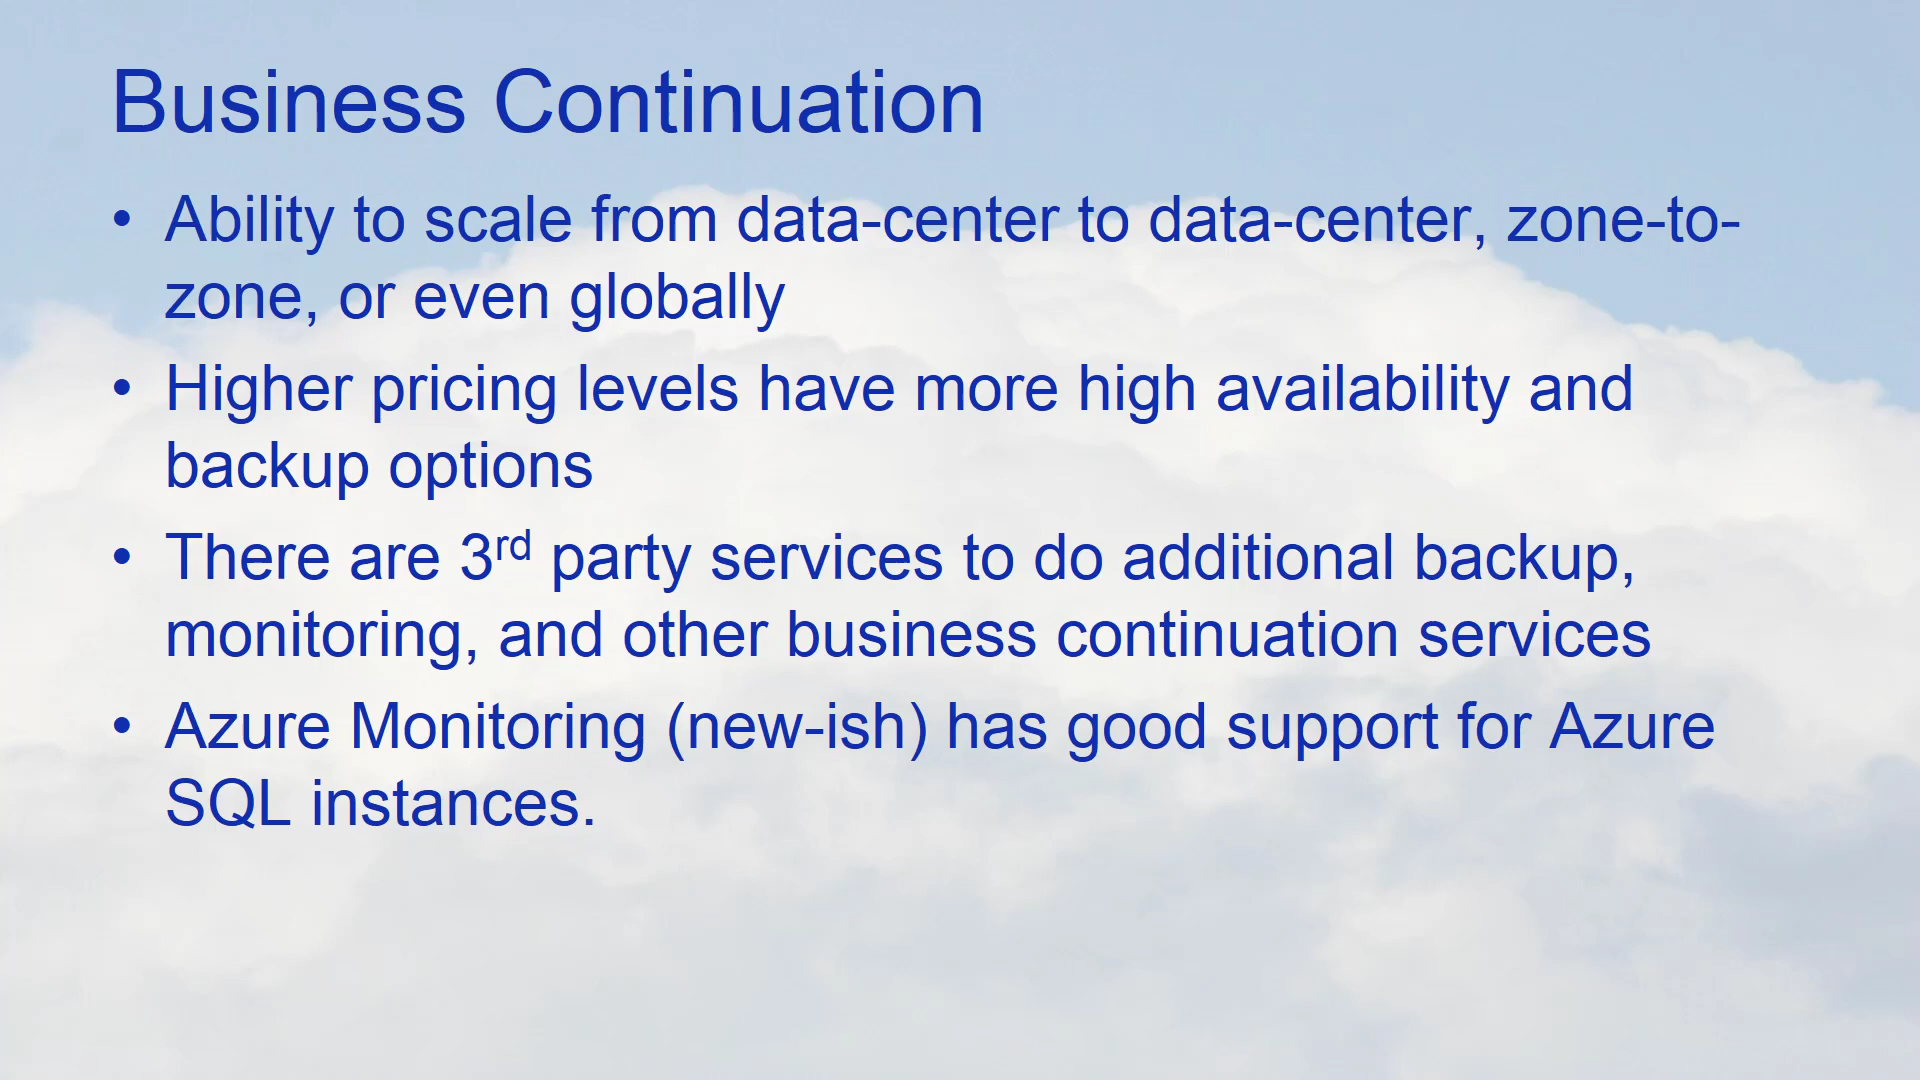 Business Continuation
• Ability to scale from data-center to data-center, zone-to-
zone, or even globally
• Higher pricing levels have more high availability and
backup options
• There are 3rd party services to do additional backup,
monitoring, and other business continuation services
• Azure Monitoring (new-ish) has good support for Azure
SQL instances.